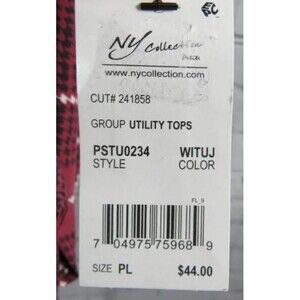 NY Collection
www.nycollection.com
CUT# 241858
GROUP UTILITY TOPS
PSTU0234 WITUJ
STYLE COLOR
FL_9
7 04975 75968 9
SIZE PL $44.00